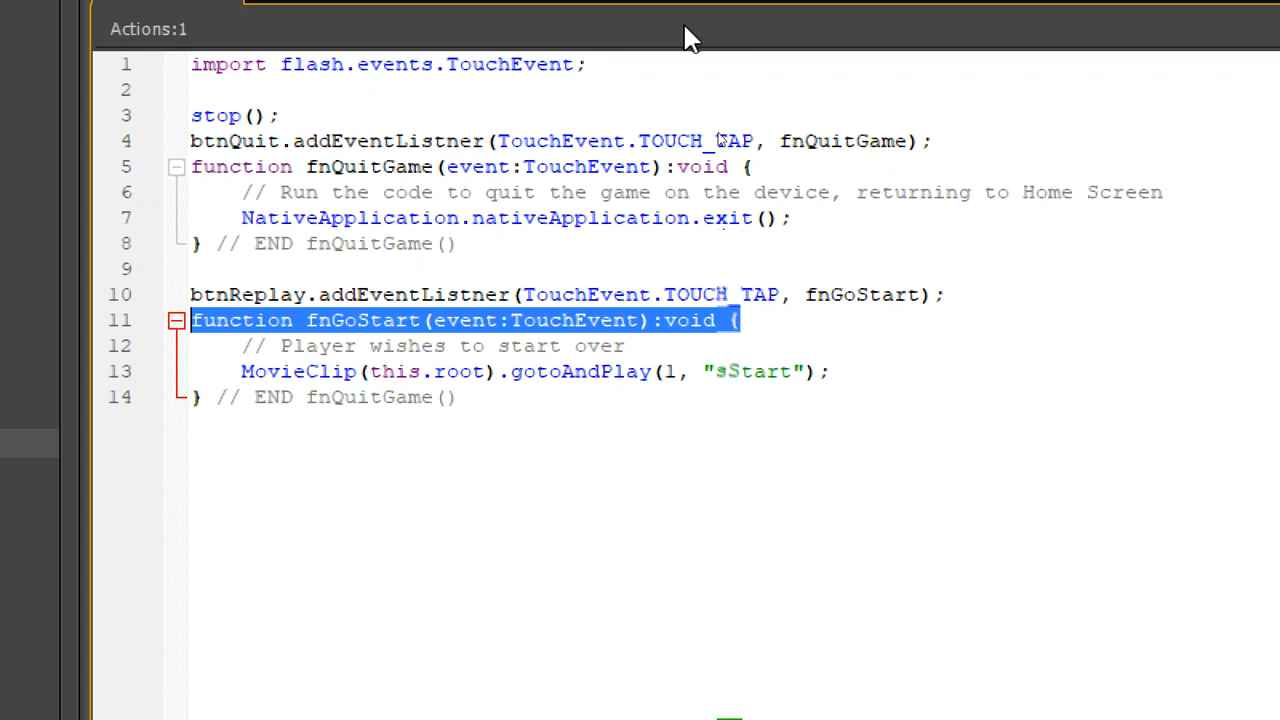 Actions:1
1 import flash.events.TouchEvent;
2
3 stop();
4 btnQuit.addEventListner(TouchEvent.TOUCH_TAP, fnQuitGame);
5 function fnQuitGame(event:TouchEvent):void {
6 // Run the code to quit the game on the device, returning to Home Screen
7 NativeApplication.nativeApplication.exit();
8 } // END fnQuitGame()
9
10 btnReplay.addEventListner(TouchEvent.TOUCH_TAP, fnGoStart);
11 function fnGoStart(event:TouchEvent):void {
12 // Player wishes to start over
13 MovieClip(this.root).gotoAndPlay(1, "sStart");
14 } // END fnQuitGame()